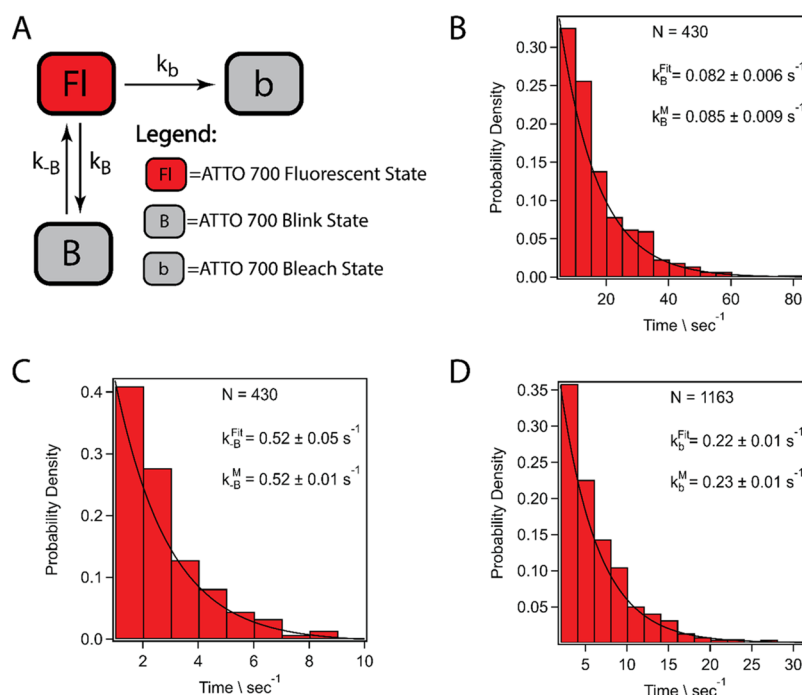 A
Fl
k_b
b
k_-B
k_B
B
Legend:
Fl =ATTO 700 Fluorescent State
B =ATTO 700 Blink State
b =ATTO 700 Bleach State
B
N = 430
k_B^Fit = 0.082 ± 0.006 s^-1
k_B^M = 0.085 ± 0.009 s^-1
Probability Density
0.30
0.25
0.20
0.15
0.10
0.05
0.00
20 40 60 80
Time \ sec^-1
C
N = 430
k_-B^Fit = 0.52 ± 0.05 s^-1
k_-B^M = 0.52 ± 0.01 s^-1
Probability Density
0.4
0.2
0.0
2 4 6 8 10
Time \ sec^-1
D
N = 1163
k_b^Fit = 0.22 ± 0.01 s^-1
k_b^M = 0.23 ± 0.01 s^-1
Probability Density
0.35
0.30
0.25
0.20
0.15
0.10
0.05
5 10 15 20 25 30
Time \ sec^-1